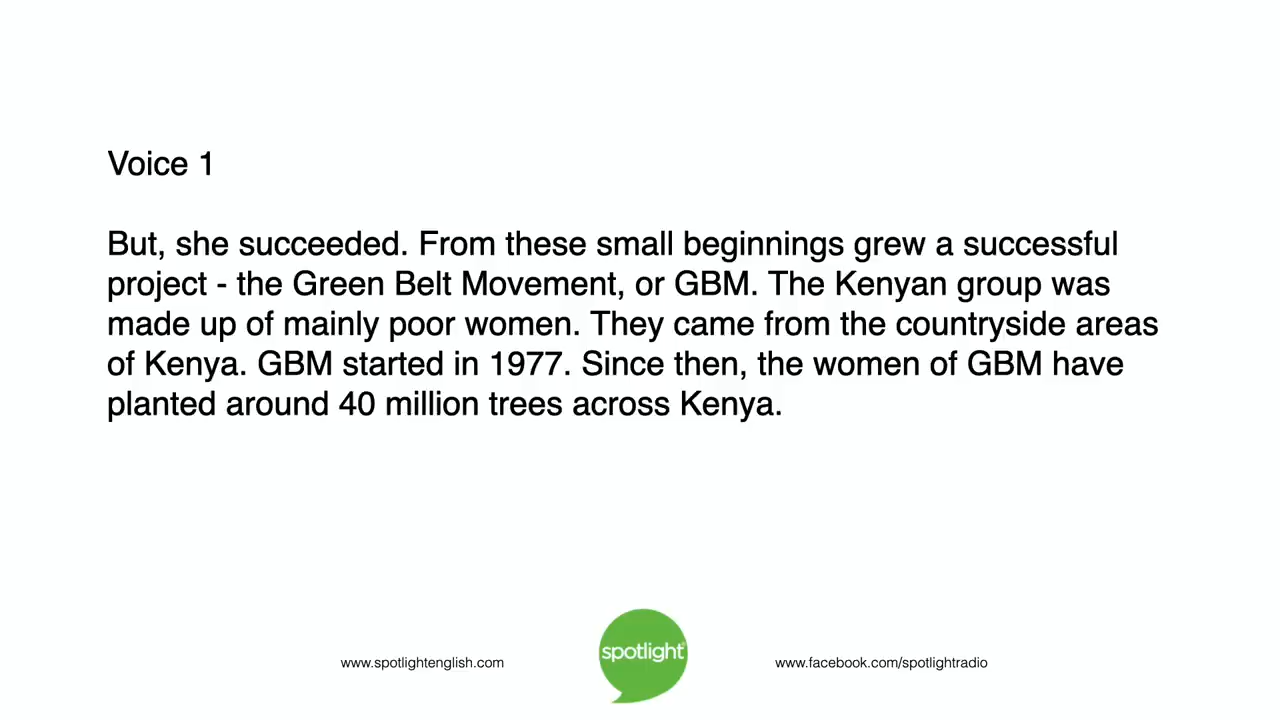 Voice 1
But, she succeeded. From these small beginnings grew a successful
project - the Green Belt Movement, or GBM. The Kenyan group was
made up of mainly poor women. They came from the countryside areas
of Kenya. GBM started in 1977. Since then, the women of GBM have
planted around 40 million trees across Kenya.
www.spotlightenglish.com
spotlight
www.facebook.com/spotlightradio